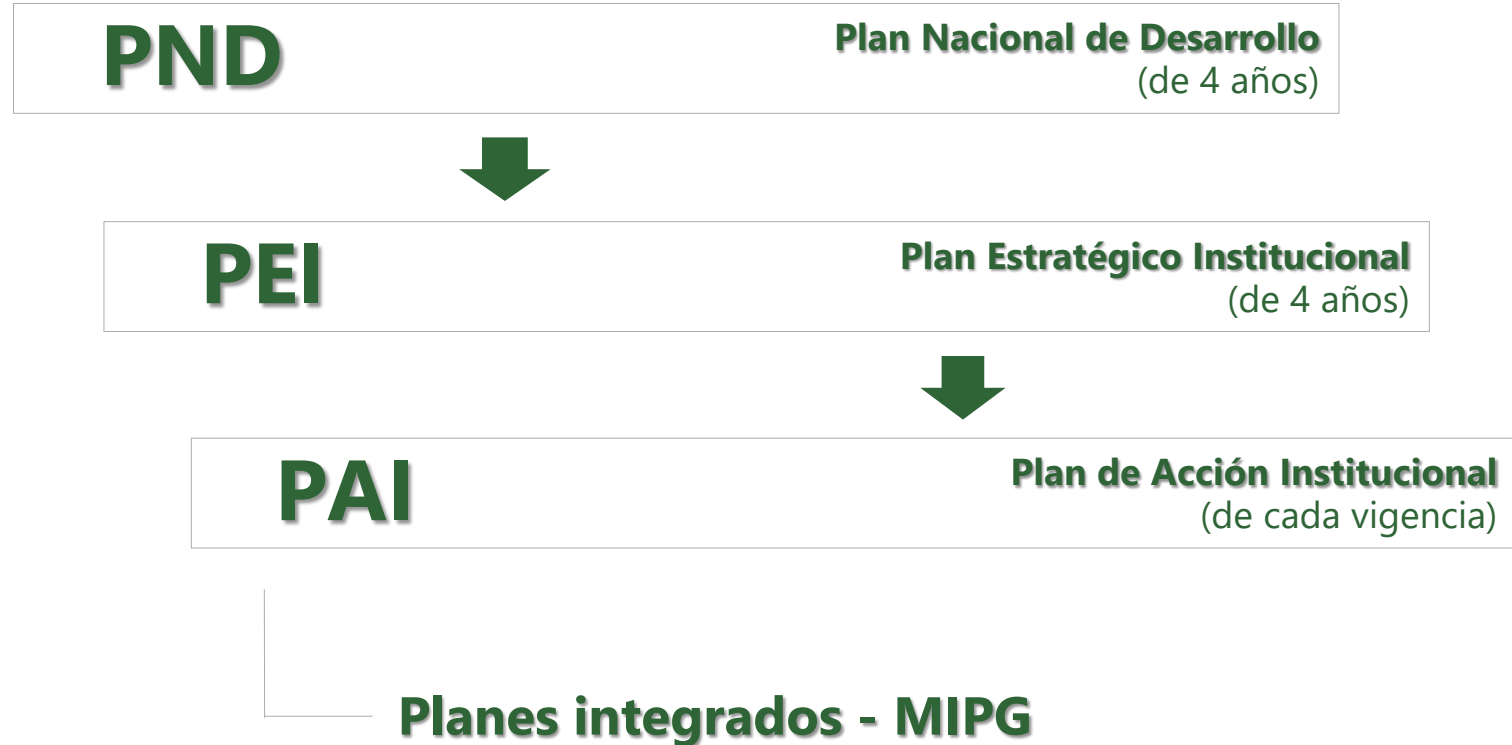 PND
Plan Nacional de Desarrollo
(de 4 años)
PEI
Plan Estratégico Institucional
(de 4 años)
PAI
Plan de Acción Institucional
(de cada vigencia)
Planes integrados - MIPG